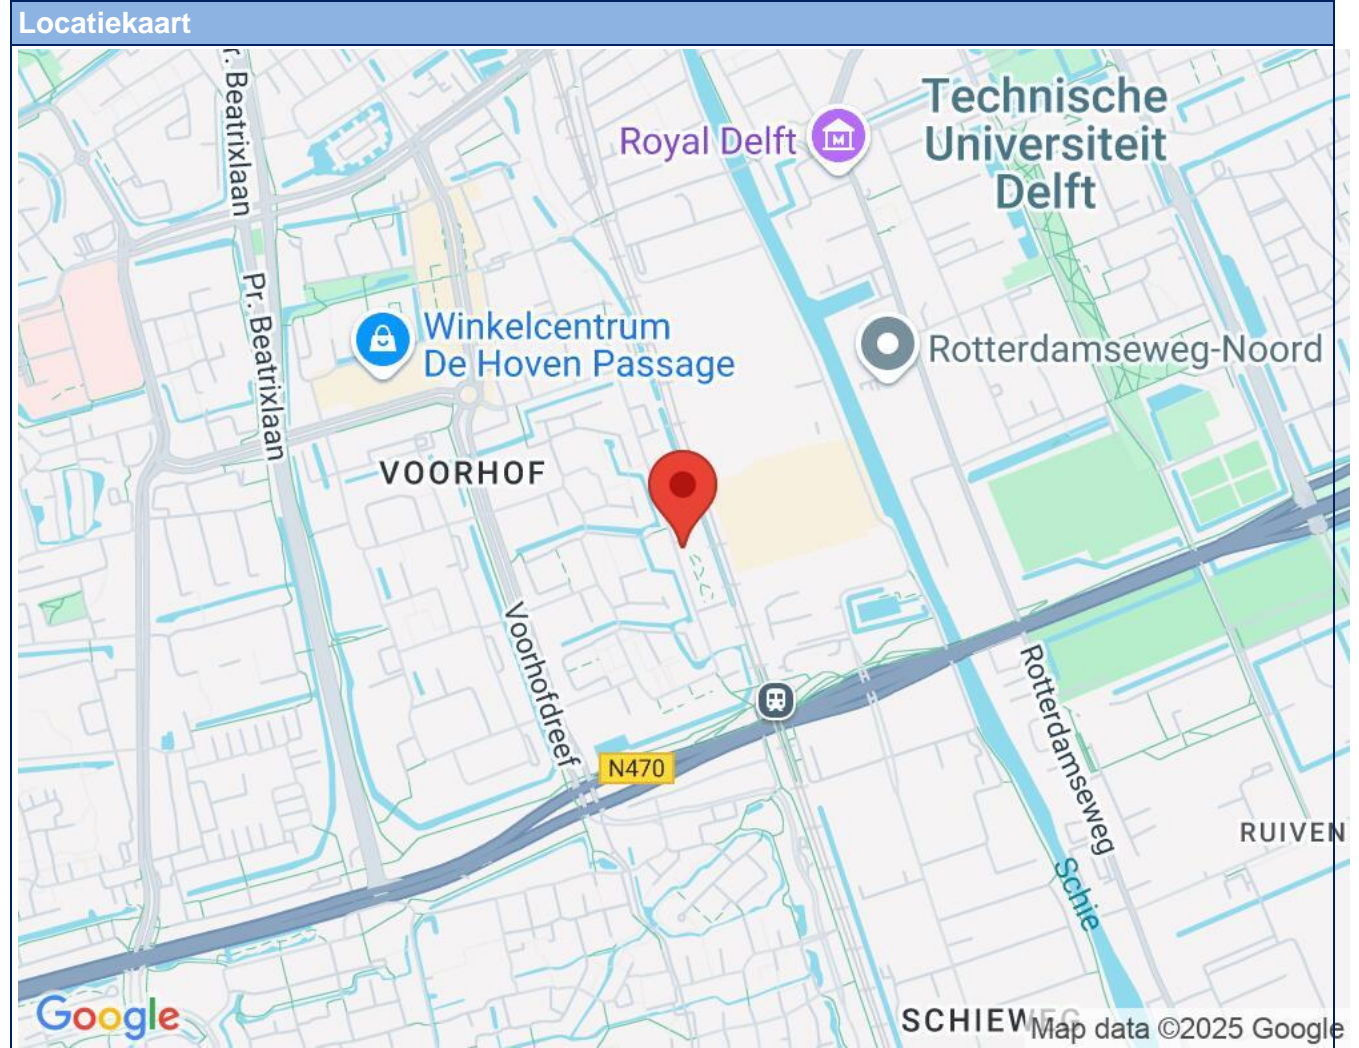 Locatiekaart
r. Beatrixlaan
Technische
Universiteit
Delft
Royal Delft
Pr. Beatrixlaan
Winkelcentrum
De Hoven Passage
Rotterdamseweg-Noord
VOORHOF
Voorhofdreef
Rotterdamseweg
N470
RUIVEN
Schie
Google
SCHIEW
Map data ©2025 Google